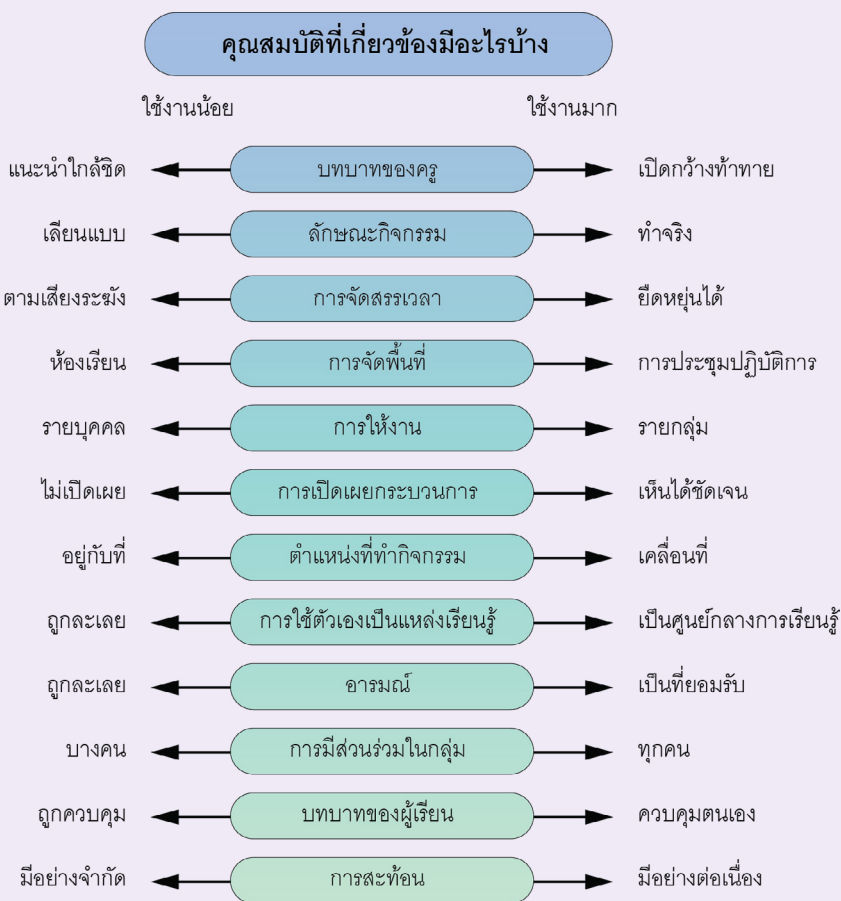 คุณสมบัติที่เกี่ยวข้องมีอะไรบ้าง
ใช้งานน้อย ใช้งานมาก
แนะนำใกล้ชิด บทบาทของครู เปิดกว้างท้าทาย
เลียนแบบ ลักษณะกิจกรรม ทำจริง
ตามเสียงระฆัง การจัดสรรเวลา ยืดหยุ่นได้
ห้องเรียน การจัดพื้นที่ การประชุมปฏิบัติการ
รายบุคคล การให้งาน รายกลุ่ม
ไม่เปิดเผย การเปิดเผยกระบวนการ เห็นได้ชัดเจน
อยู่กับที่ ตำแหน่งที่ทำกิจกรรม เคลื่อนที่
ถูกละเลย การใช้ตัวเองเป็นแหล่งเรียนรู้ เป็นศูนย์กลางการเรียนรู้
ถูกละเลย อารมณ์ เป็นที่ยอมรับ
บางคน การมีส่วนร่วมในกลุ่ม ทุกคน
ถูกควบคุม บทบาทของผู้เรียน ควบคุมตนเอง
มีอย่างจำกัด การสะท้อน มีอย่างต่อเนื่อง